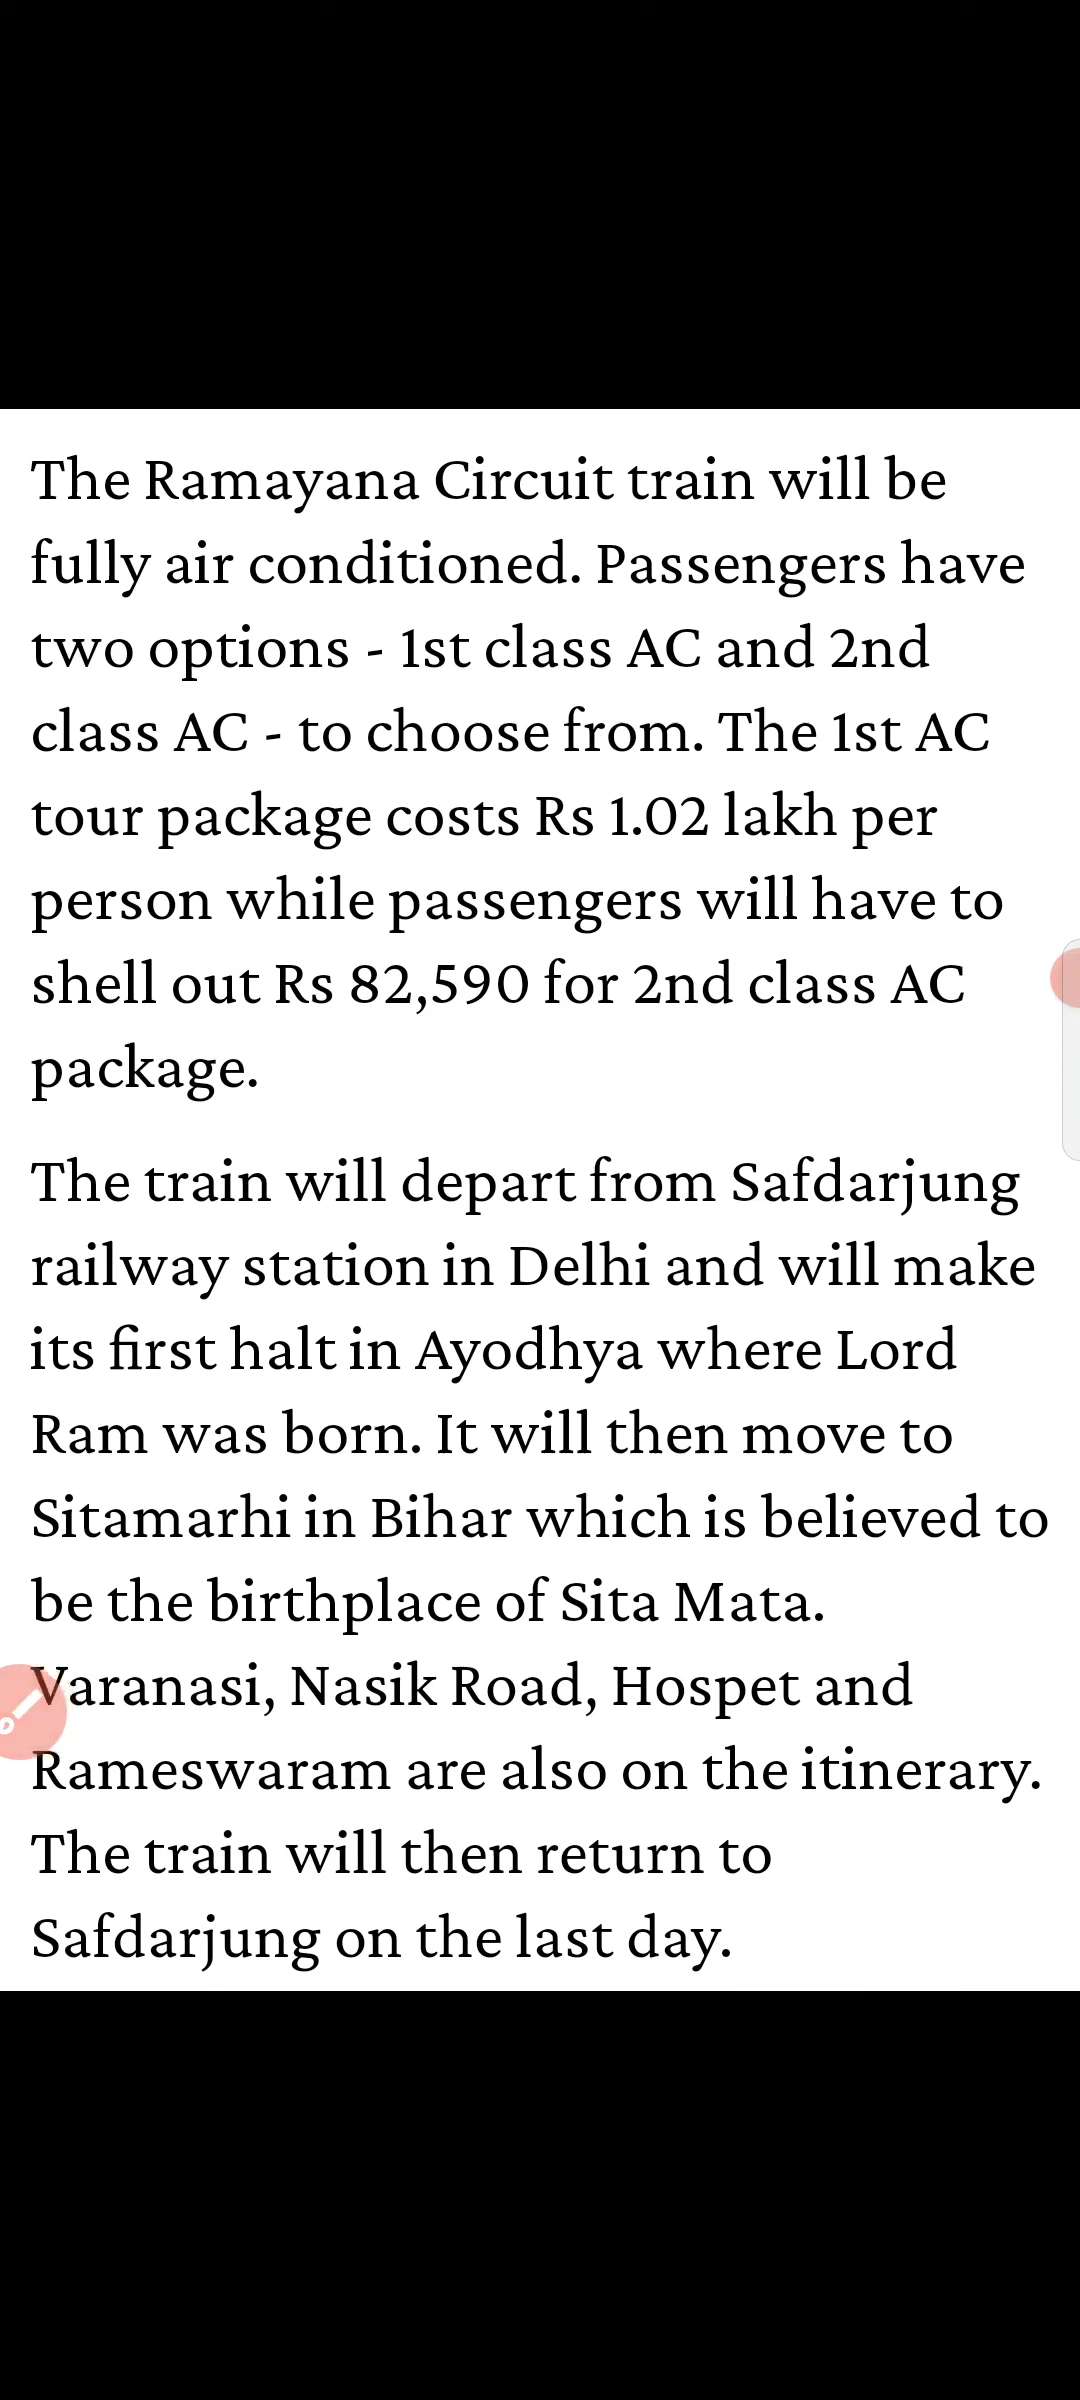 The Ramayana Circuit train will be
fully air conditioned. Passengers have
two options - 1st class AC and 2nd
class AC - to choose from. The 1st AC
tour package costs Rs 1.02 lakh per
person while passengers will have to
shell out Rs 82,590 for 2nd class AC
package.
The train will depart from Safdarjung
railway station in Delhi and will make
its first halt in Ayodhya where Lord
Ram was born. It will then move to
Sitamarhi in Bihar which is believed to
be the birthplace of Sita Mata.
Varanasi, Nasik Road, Hospet and
Rameswaram are also on the itinerary.
The train will then return to
Safdarjung on the last day.